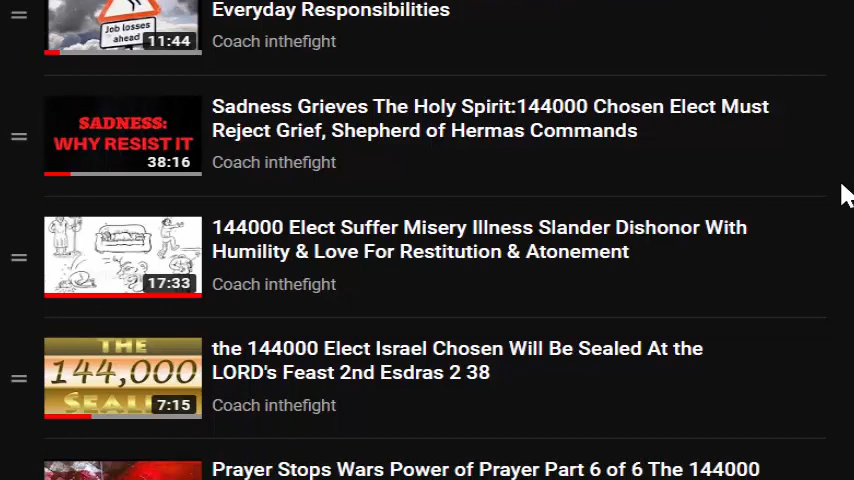 Everyday Responsibilities
Job losses
ahead
11:44
Coach inthefight
SADNESS:
WHY RESIST IT
38:16
Sadness Grieves The Holy Spirit:144000 Chosen Elect Must
Reject Grief, Shepherd of Hermas Commands
Coach inthefight
17:33
144000 Elect Suffer Misery Illness Slander Dishonor With
Humility & Love For Restitution & Atonement
Coach inthefight
THE
144,000
SEALE
7:15
the 144000 Elect Israel Chosen Will Be Sealed At the
LORD's Feast 2nd Esdras 2 38
Coach inthefight
Prayer Stops Wars Power of Prayer Part 6 of 6 The 144000